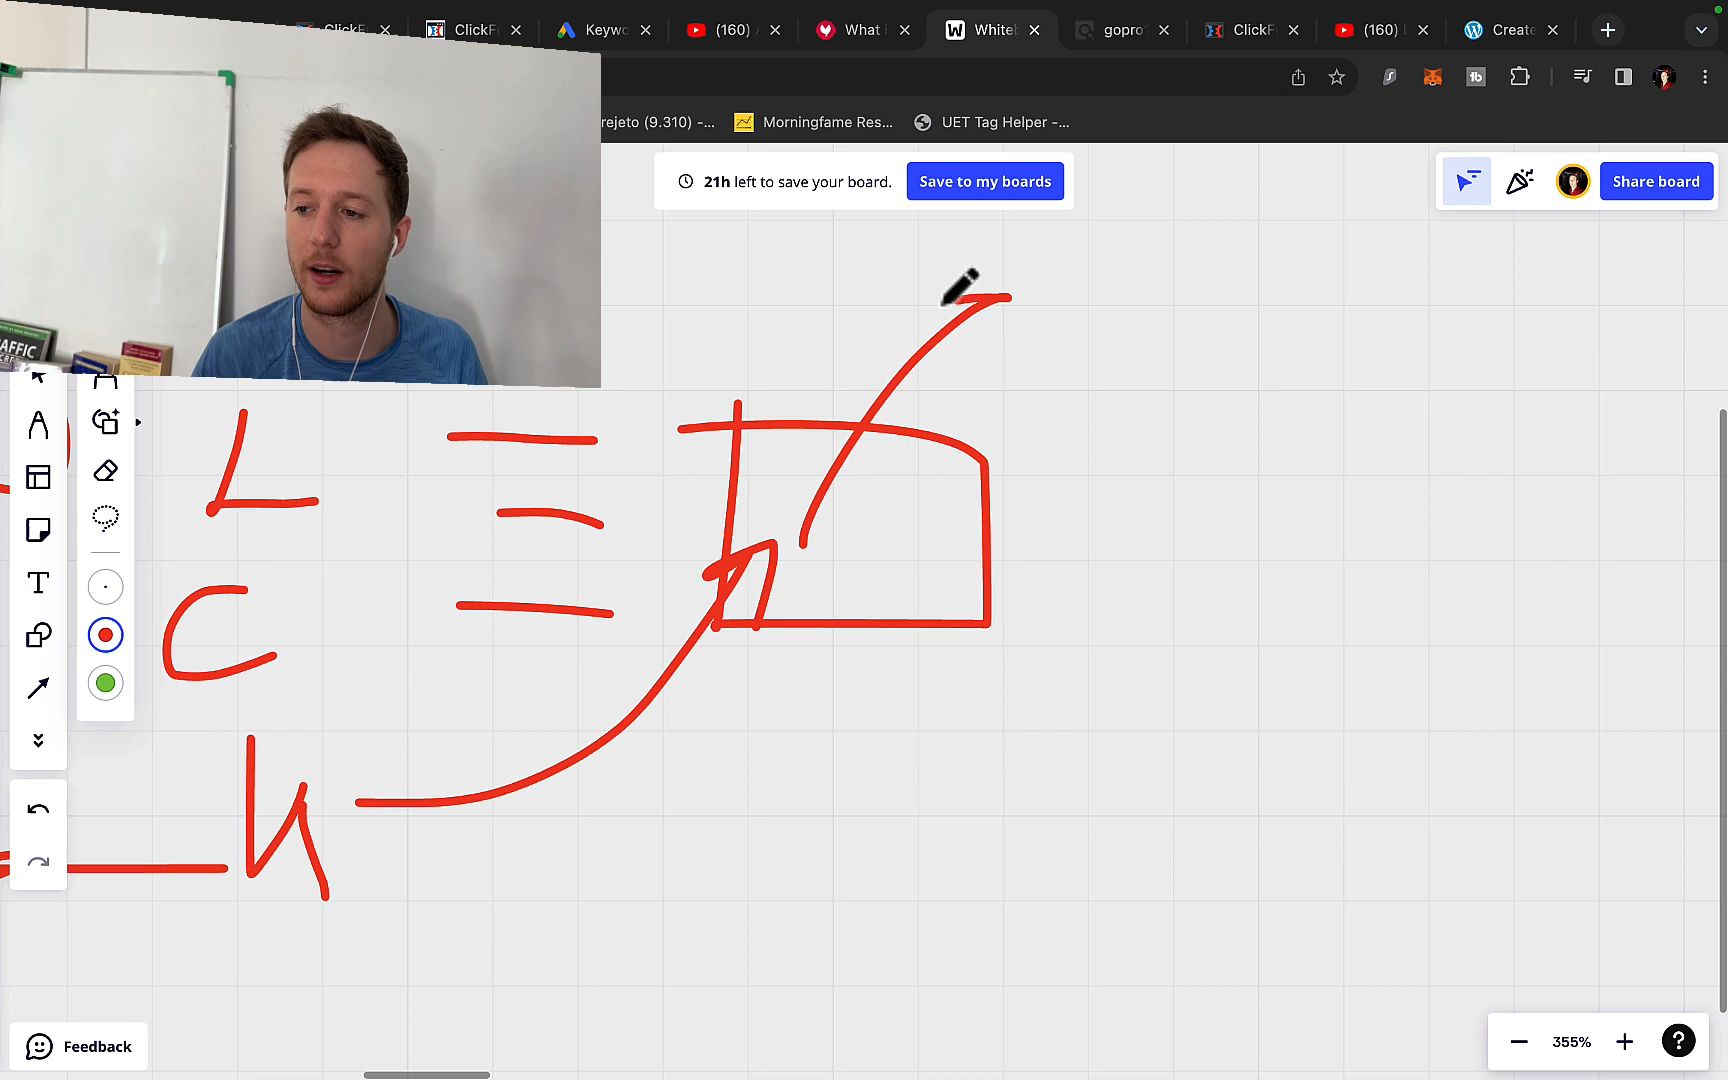 ClickF
ClickF
Keywo
(160)
What i
Whitel
gopro
ClickF
(160)
Create
rejeto (9.310) -...
Morningfame Res...
UET Tag Helper -...
21h left to save your board.
Save to my boards
Share board
AFFIC
L
C
Feedback
355%